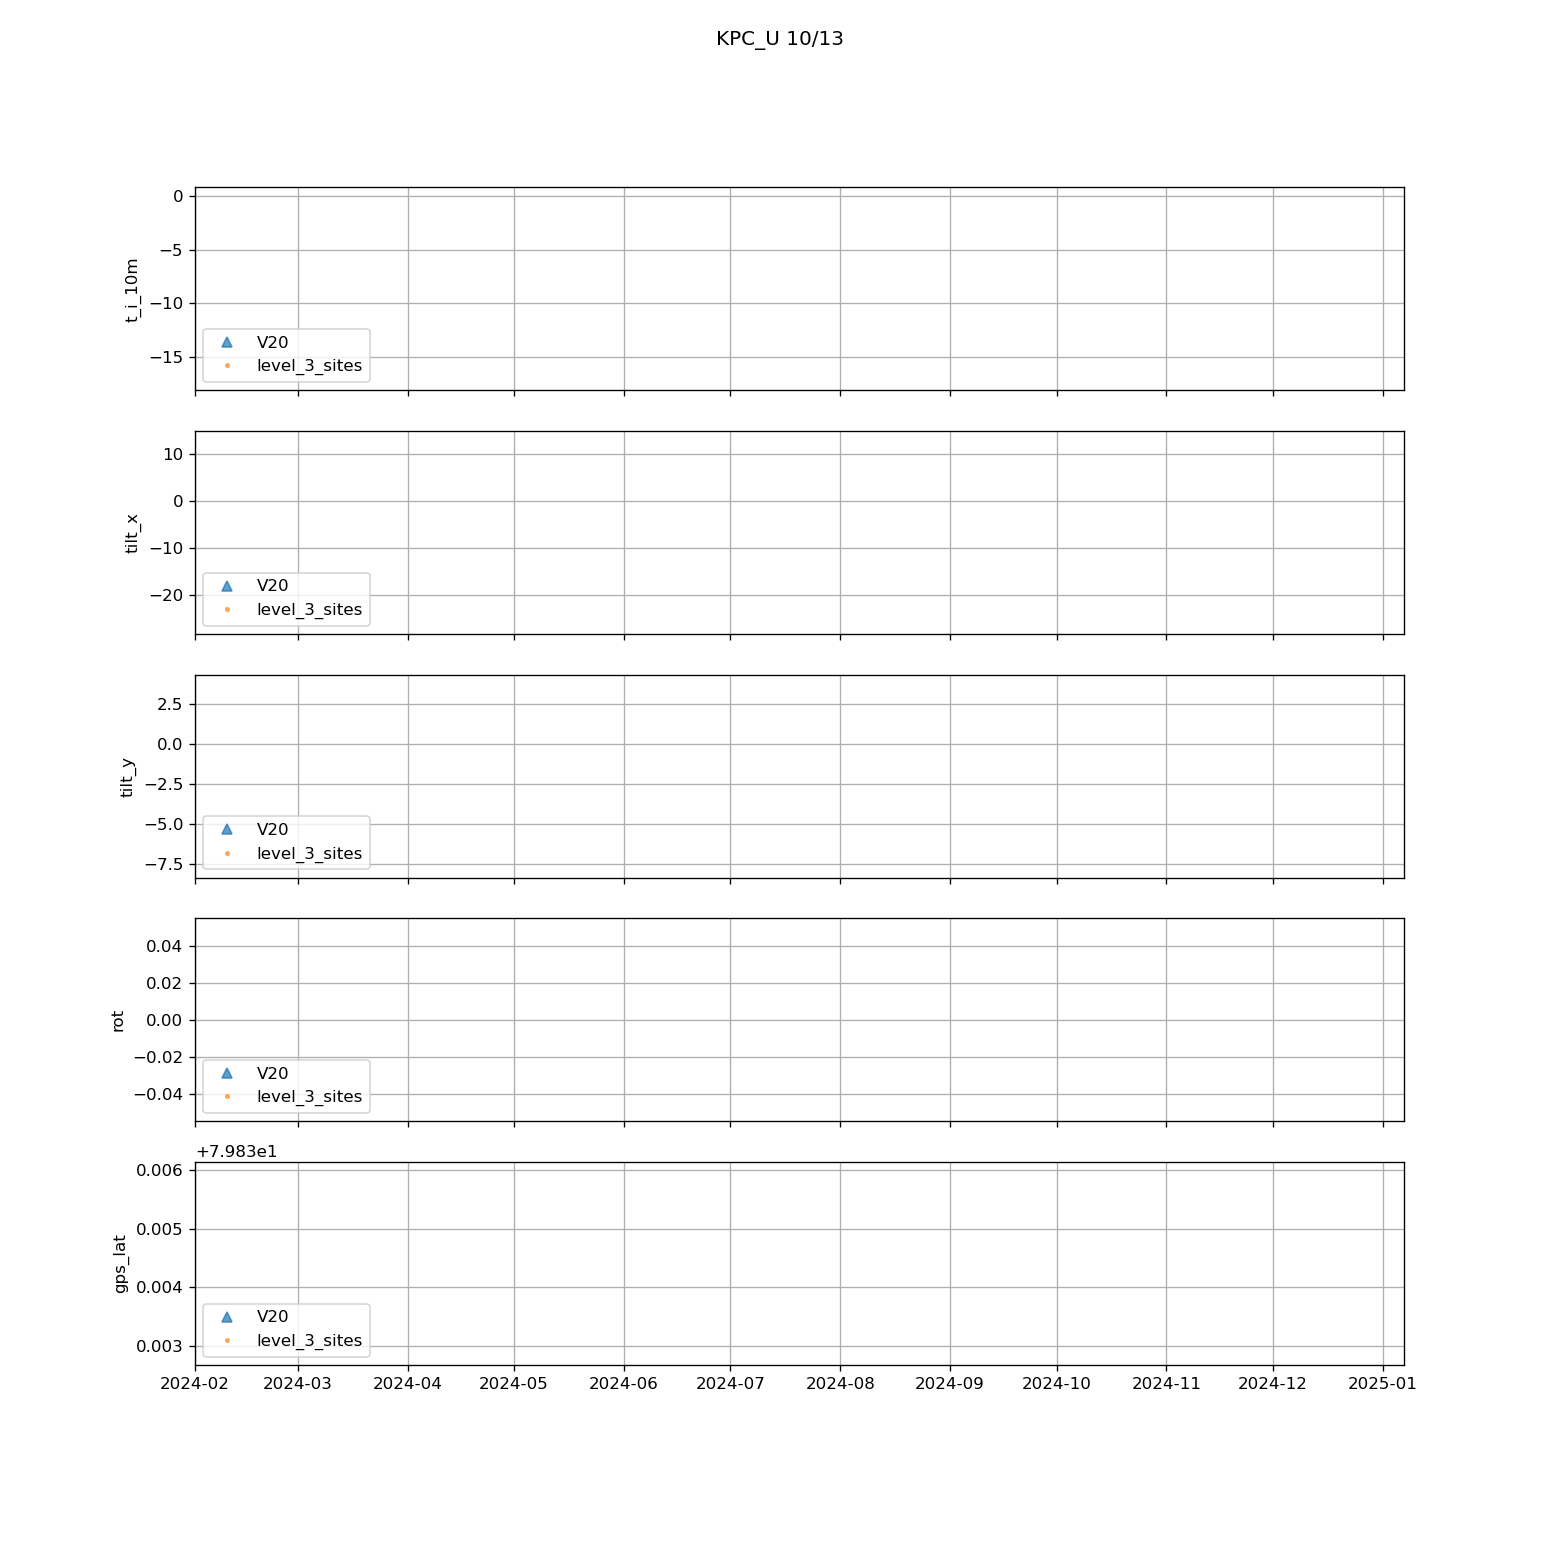 KPC_U 10/13
0
−5
−10
−15
t_i_10m
V20
level_3_sites
10
0
−10
−20
tilt_x
V20
level_3_sites
2.5
0.0
−2.5
−5.0
−7.5
tilt_y
V20
level_3_sites
0.04
0.02
0.00
−0.02
−0.04
rot
V20
level_3_sites
+7.983e1
0.006
0.005
0.004
0.003
gps_lat
V20
level_3_sites
2024-02 2024-03 2024-04 2024-05 2024-06 2024-07 2024-08 2024-09 2024-10 2024-11 2024-12 2025-01